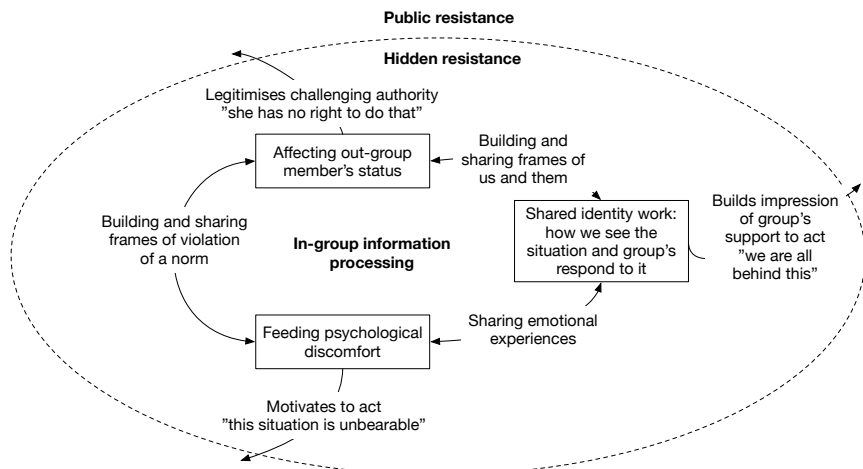 Public resistance
Hidden resistance
Legitimises challenging authority
"she has no right to do that"
Affecting out-group
member's status
Building and
sharing frames of
us and them
Building and sharing
frames of violation
of a norm
In-group information
processing
Shared identity work:
how we see the
situation and group's
respond to it
Builds impression
of group's
support to act
"we are all
behind this"
Feeding psychological
discomfort
Sharing emotional
experiences
Motivates to act
"this situation is unbearable"